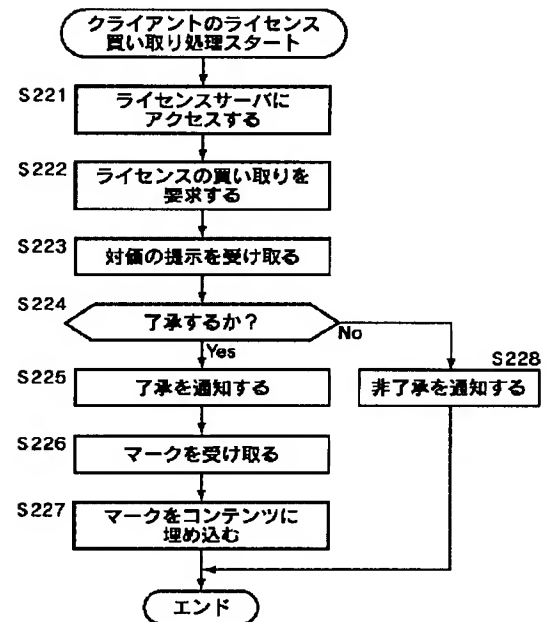 クライアントのライセンス
買い取り処理スタート
S221
ライセンスサーバに
アクセスする
S222
ライセンスの買い取りを
要求する
S223
対価の提示を受け取る
S224
了承するか？
No
Yes
S225
了承を通知する
S228
非了承を通知する
S226
マークを受け取る
S227
マークをコンテンツに
埋め込む
エンド